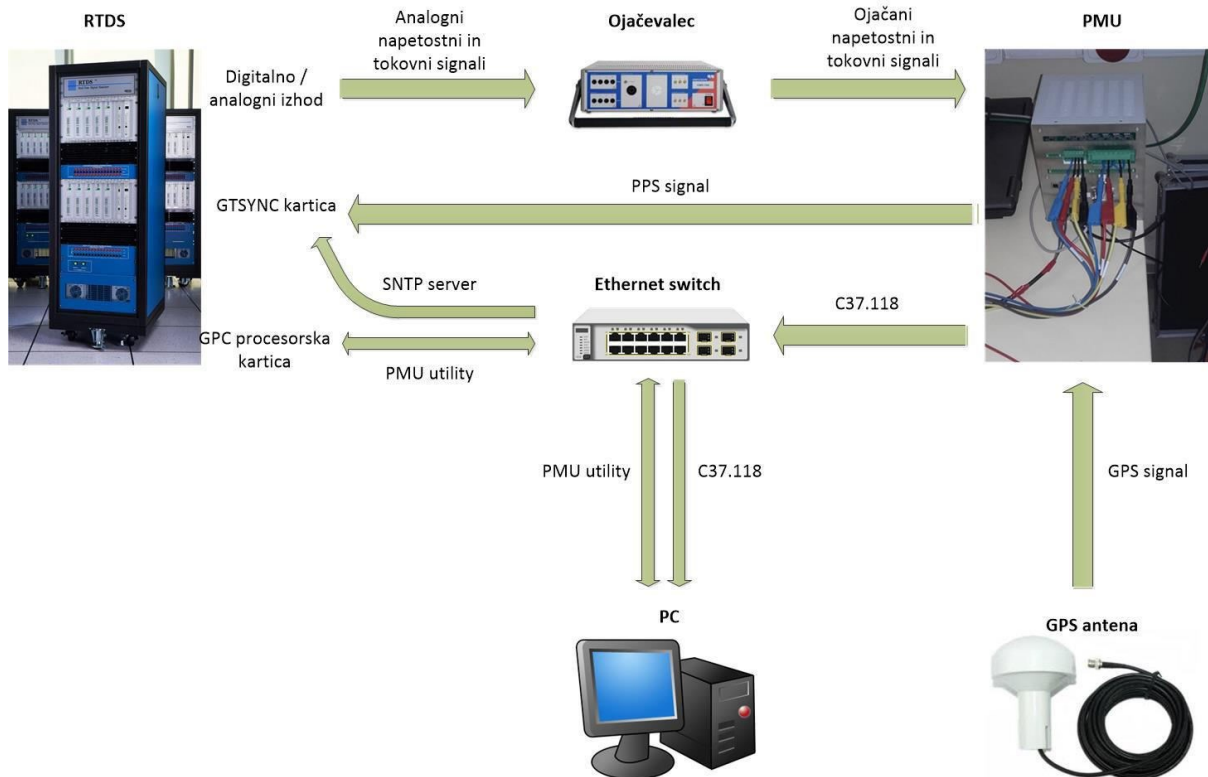 RTDS
Analogni
napetostni in
tokovni signali
Ojačevalec
Ojačani
napetostni in
tokovni signali
PMU
RTDS
Digitalno /
analogni izhod
PPS signal
GTSYNC kartica
SNTP server
Ethernet switch
C37.118
GPC procesorska
kartica
PMU utility
PMU utility
C37.118
GPS signal
PC
GPS antena